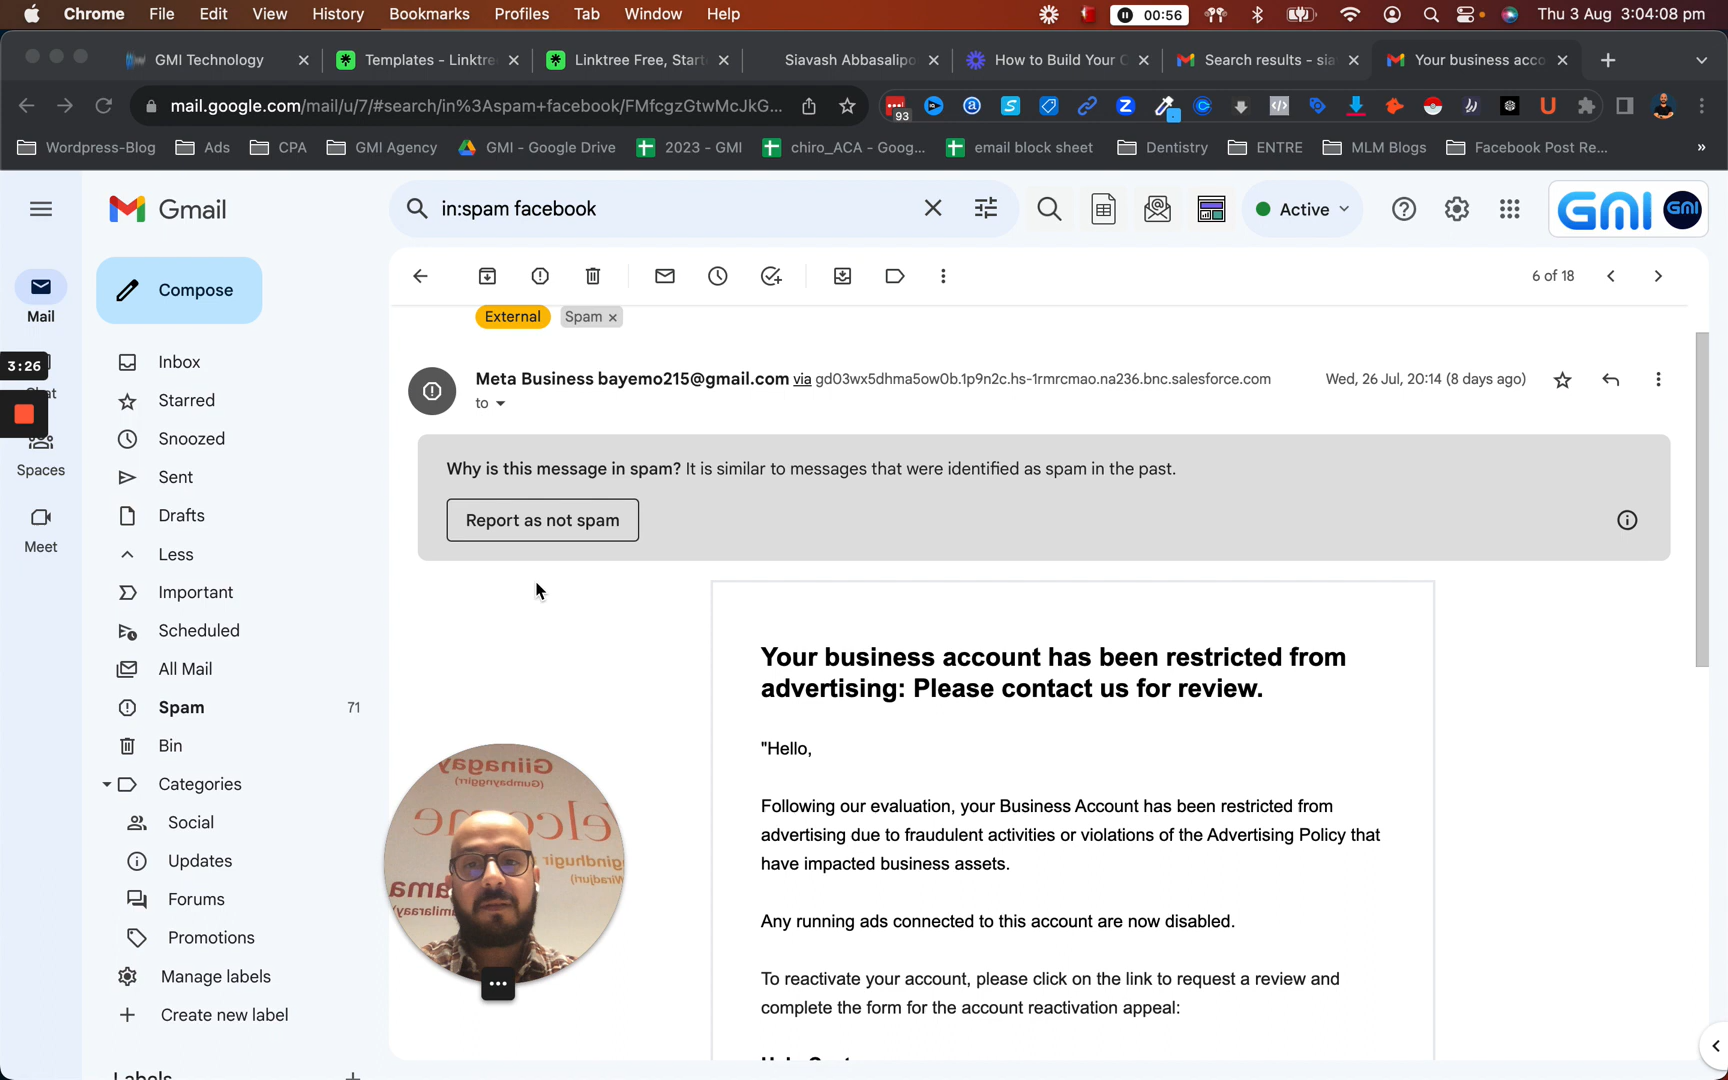 Chrome File Edit View History Bookmarks Profiles Tab Window Help 00:56 Thu 3 Aug 3:04:08 pm
GMI Technology Templates - Linktre Linktree Free, Start Siavash Abbasalipo How to Build Your C Search results - sia Your business acco
mail.google.com/mail/u/7/#search/in%3Aspam+facebook/FMfcgzGtwMcJkG... 93
Wordpress-Blog Ads CPA GMI Agency GMI - Google Drive 2023 - GMI chiro_ACA - Goog... email block sheet Dentistry ENTRE MLM Blogs Facebook Post Re... »
Gmail
in:spam facebook
Active
GMI GMI
Compose
6 of 18
Mail
3:26
Spaces
Meet
Inbox
Starred
Snoozed
Sent
Drafts
Less
Important
Scheduled
All Mail
Spam 71
Bin
Categories
Social
Updates
Forums
Promotions
Manage labels
Create new label
Labels
External Spam
Meta Business bayemo215@gmail.com via gd03wx5dhma5ow0b.1p9n2c.hs-1rmrcmao.na236.bnc.salesforce.com Wed, 26 Jul, 20:14 (8 days ago)
to
Why is this message in spam? It is similar to messages that were identified as spam in the past.
Report as not spam
Your business account has been restricted from
advertising: Please contact us for review.
"Hello,
Following our evaluation, your Business Account has been restricted from
advertising due to fraudulent activities or violations of the Advertising Policy that
have impacted business assets.
Any running ads connected to this account are now disabled.
To reactivate your account, please click on the link to request a review and
complete the form for the account reactivation appeal:
Giinagay
(Gumbaynggirr)